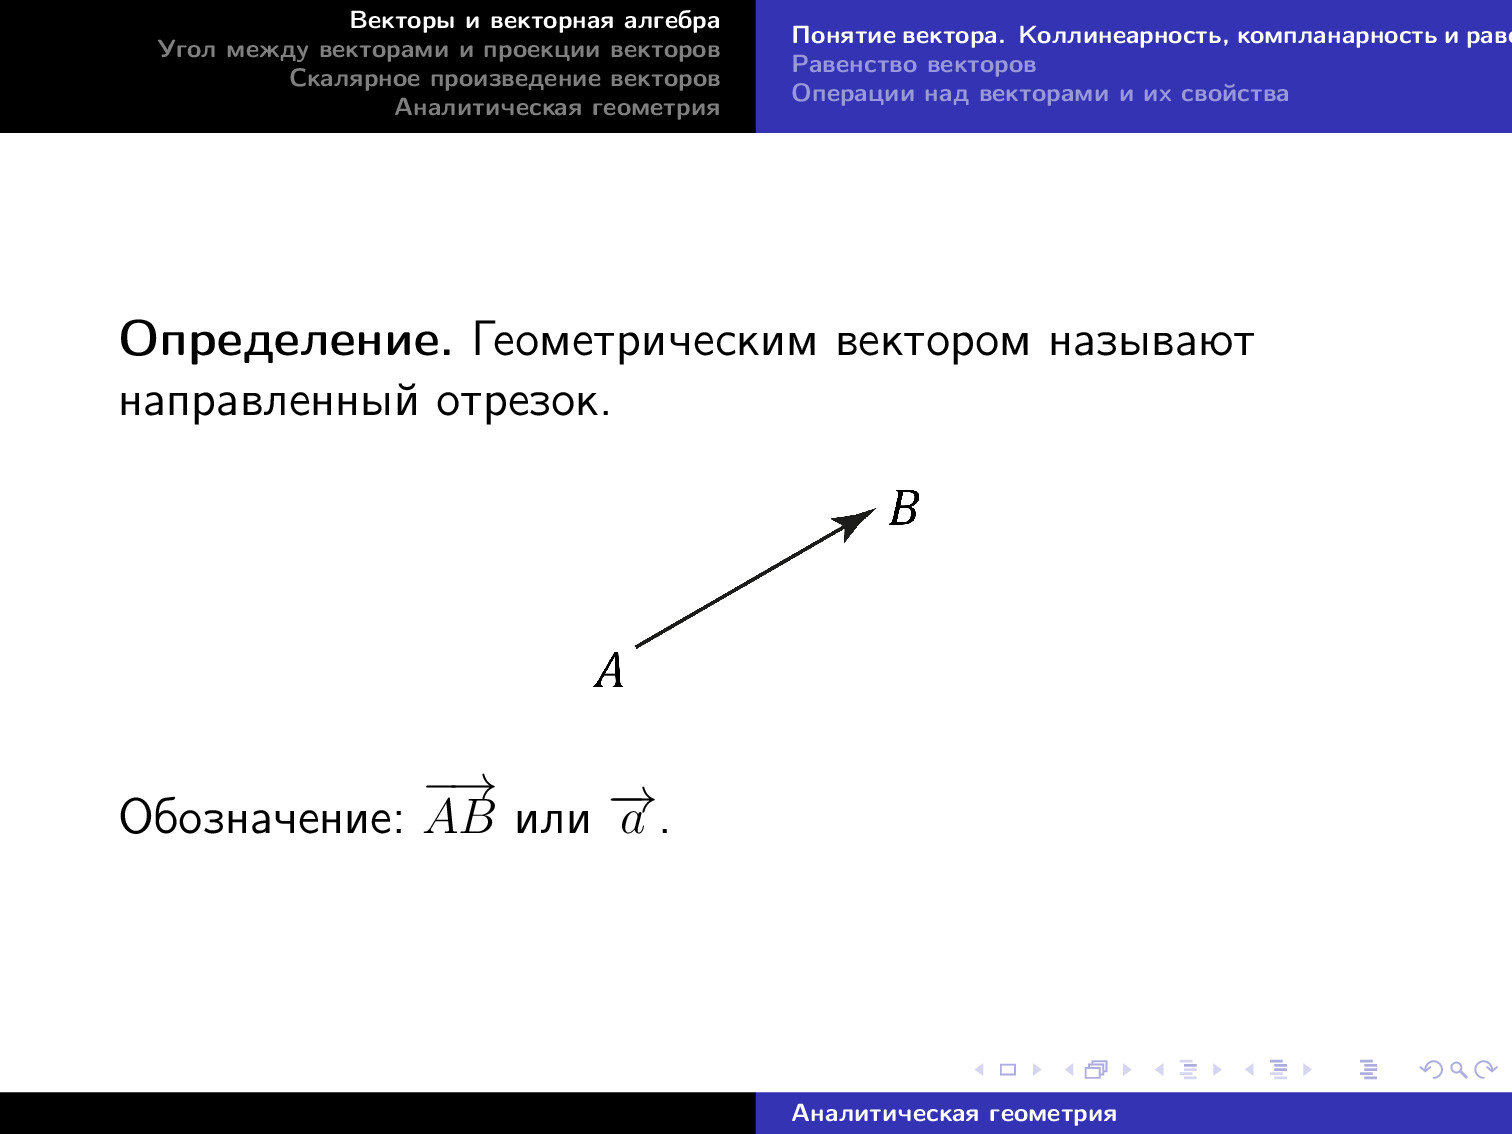 Векторы и векторная алгебра
Угол между векторами и проекции векторов
Скалярное произведение векторов
Аналитическая геометрия
Понятие вектора. Коллинеарность, компланарность и
Равенство векторов
Операции над векторами и их свойства
Определение. Геометрическим вектором называют
направленный отрезок.
B
A
Обозначение: $\overrightarrow{AB}$ или $\overrightarrow{a}$.
Аналитическая геометрия